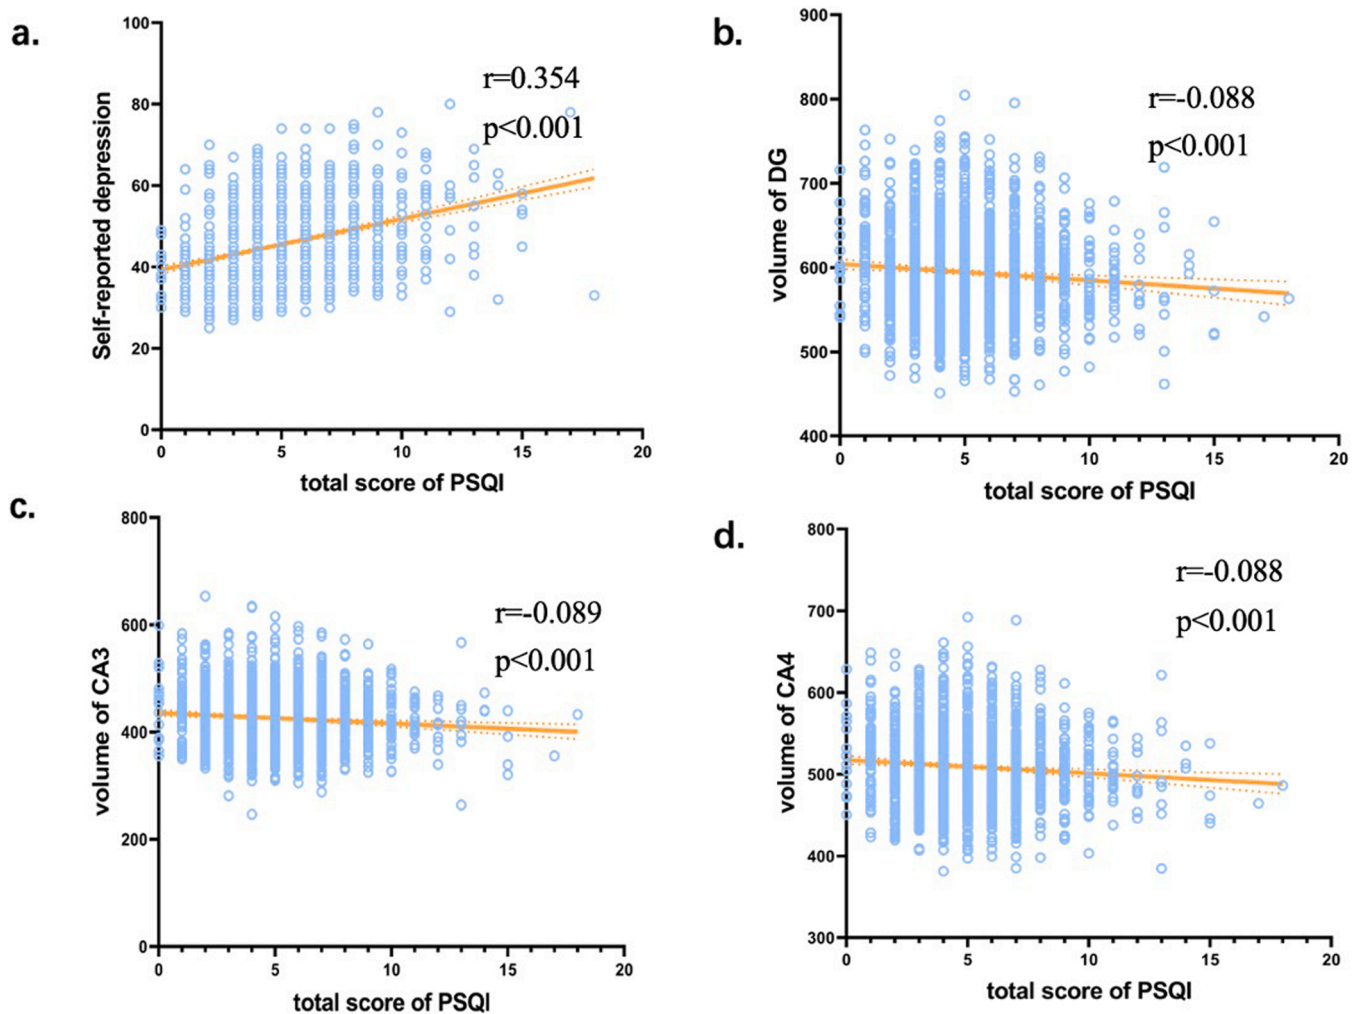 a.
100
80
60
40
20
0
Self-reported depression
r=0.354
p<0.001
0 5 10 15 20
total score of PSQI
b.
900
800
700
600
500
400
volume of DG
r=-0.088
p<0.001
0 5 10 15 20
total score of PSQI
c.
800
600
400
200
0
volume of CA3
r=-0.089
p<0.001
0 5 10 15 20
total score of PSQI
d.
800
700
600
500
400
300
volume of CA4
r=-0.088
p<0.001
0 5 10 15 20
total score of PSQI